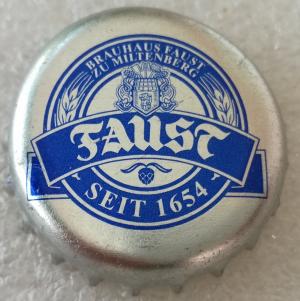 BRAUHAUS FAUST
ZU MILTENBERG
FAUST
SEIT 1654